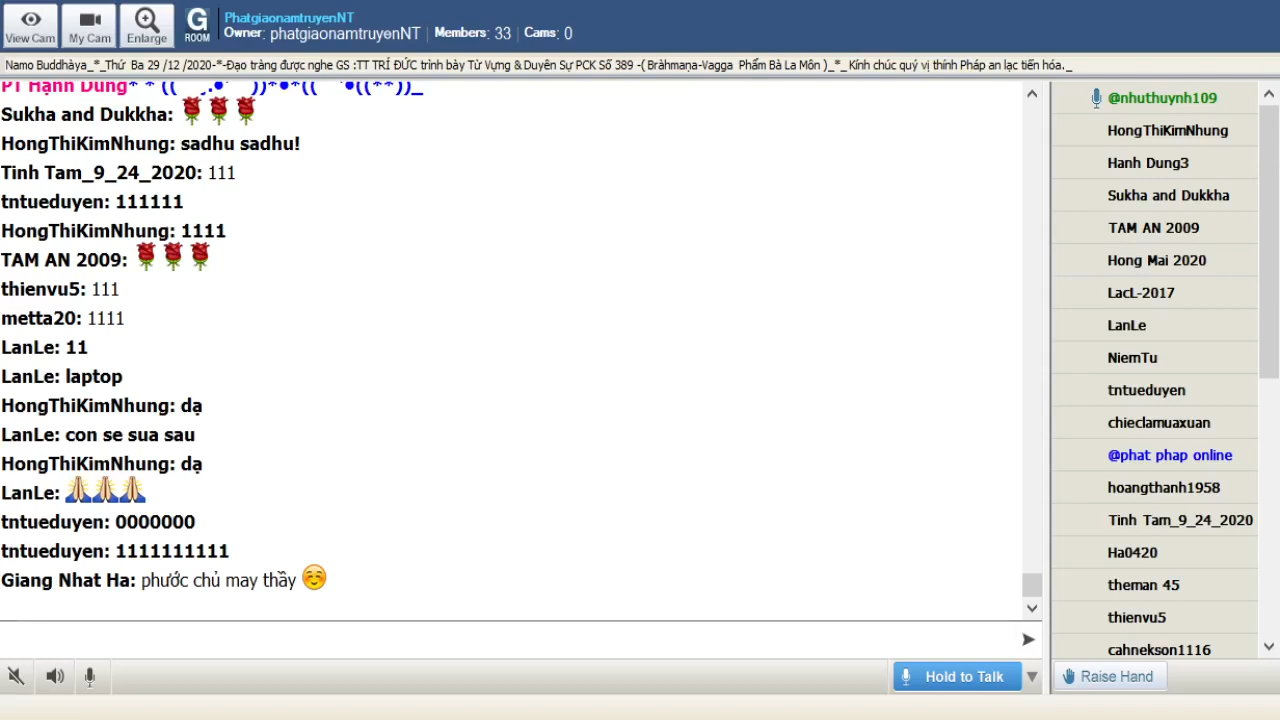 View Cam
My Cam
Enlarge
G
ROOM
PhatgiaonamtruyenNT
Owner: phatgiaonamtruyenNT | Members: 33 | Cams: 0
Namo Buddhàya_*_Thứ Ba 29 /12 /2020-*-Đạo tràng được nghe GS :TT TRÍ ĐỨC trình bày Từ Vựng & Duyên Sự PCK Số 389 -( Bràhmaṇa-Vagga Phẩm Bà La Môn )_*_ Kính chúc quý vị thính Pháp an lạc tiến hóa._
PT Hạnh Dung
Sukha and Dukkha:
HongThiKimNhung: sadhu sadhu!
Tinh Tam_9_24_2020: 111
tntueduyen: 111111
HongThiKimNhung: 1111
TAM AN 2009:
thienvu5: 111
metta20: 1111
LanLe: 11
LanLe: laptop
HongThiKimNhung: dạ
LanLe: con se sua sau
HongThiKimNhung: dạ
LanLe:
tntueduyen: 0000000
tntueduyen: 1111111111
Giang Nhat Ha: phước chủ may thầy
@nhuthuynh109
HongThiKimNhung
Hanh Dung3
Sukha and Dukkha
TAM AN 2009
Hong Mai 2020
LacL-2017
LanLe
NiemTu
tntueduyen
chieclamuaxuan
@phat phap online
hoangthanh1958
Tinh Tam_9_24_2020
Ha0420
theman 45
thienvu5
cahnekson1116
Hold to Talk
Raise Hand